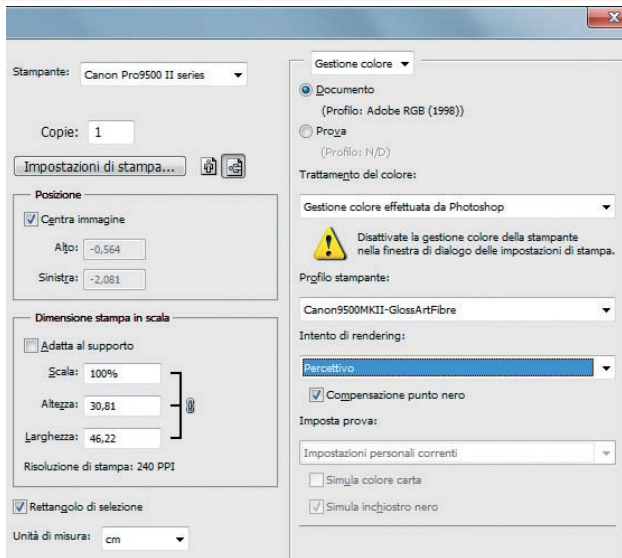 Stampante: Canon Pro9500 II series
Copie: 1
Impostazioni di stampa...
Posizione
Centra immagine
Alto: -0,564
Sinistra: -2,081
Dimensione stampa in scala
Adatta al supporto
Scala: 100%
Altezza: 30,81
Larghezza: 46,22
Risoluzione di stampa: 240 PPI
Rettangolo di selezione
Unità di misura: cm
Gestione colore
Documento
(Profilo: Adobe RGB (1998))
Prova
(Profilo: N/D)
Trattamento del colore:
Gestione colore effettuata da Photoshop
Disattivate la gestione colore della stampante
nella finestra di dialogo delle impostazioni di stampa.
Profilo stampante:
Canon9500MKII-GlossArtFibre
Intento di rendering:
Percettivo
Compensazione punto nero
Imposta prova:
Impostazioni personali correnti
Simula colore carta
Simula inchiostro nero